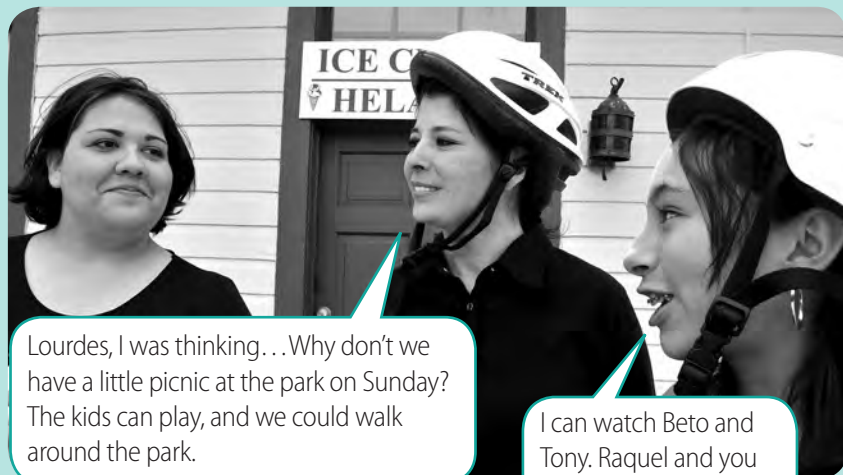 ICE
HELA
TREK
Lourdes, I was thinking…Why don’t we
have a little picnic at the park on Sunday?
The kids can play, and we could walk
around the park.
I can watch Beto and
Tony. Raquel and you